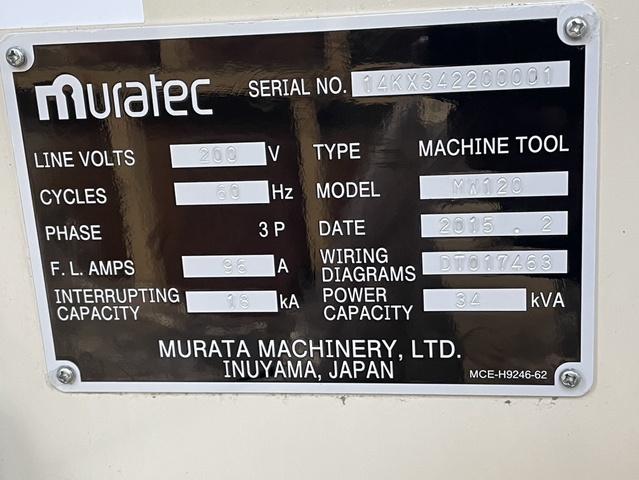 muratec
SERIAL NO. 14KX342200001
LINE VOLTS 200 V
TYPE MACHINE TOOL
CYCLES 60 Hz
MODEL MW120
PHASE 3 P
DATE 2015 . 2
F. L. AMPS 96 A
WIRING
DIAGRAMS DT017463
INTERRUPTING
CAPACITY 18 kA
POWER
CAPACITY 34 kVA
MURATA MACHINERY, LTD.
INUYAMA, JAPAN
MCE-H9246-62